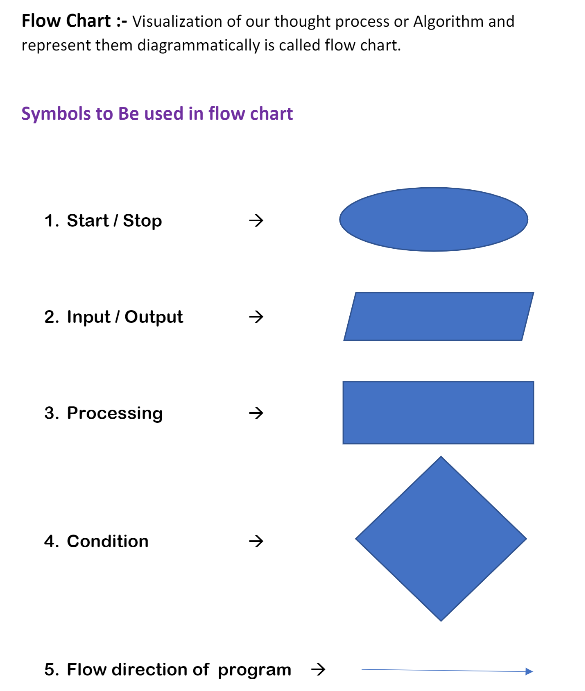 Flow Chart :- Visualization of our thought process or Algorithm and
represent them diagrammatically is called flow chart.
Symbols to Be used in flow chart
1. Start / Stop →
2. Input / Output →
3. Processing →
4. Condition →
5. Flow direction of program →